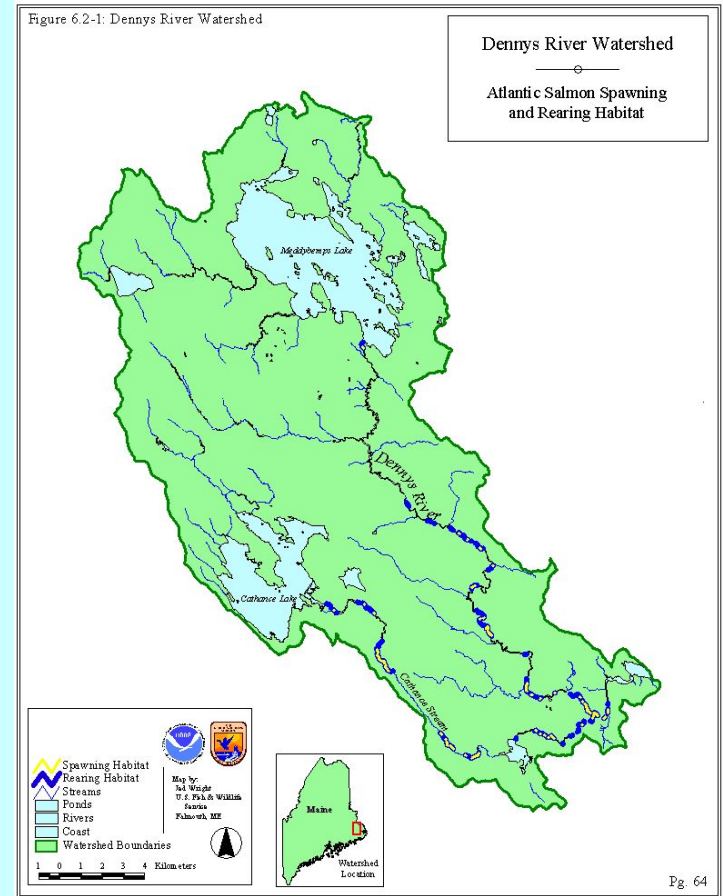 Figure 6.2-1: Dennys River Watershed
Dennys River Watershed
Atlantic Salmon Spawning
and Rearing Habitat
Meddybemps Lake
Dennys River
Cathance Lake
Cathance Stream
Spawning Habitat
Rearing Habitat
Streams
Ponds
Rivers
Coast
Watershed Boundaries
1 0 1 2 3 4 Kilometers
Map by:
Jed Wright
U.S. Fish & Wildlife
Service
Falmouth, ME
NOAA
Maine
Watershed
Location
Pg. 64